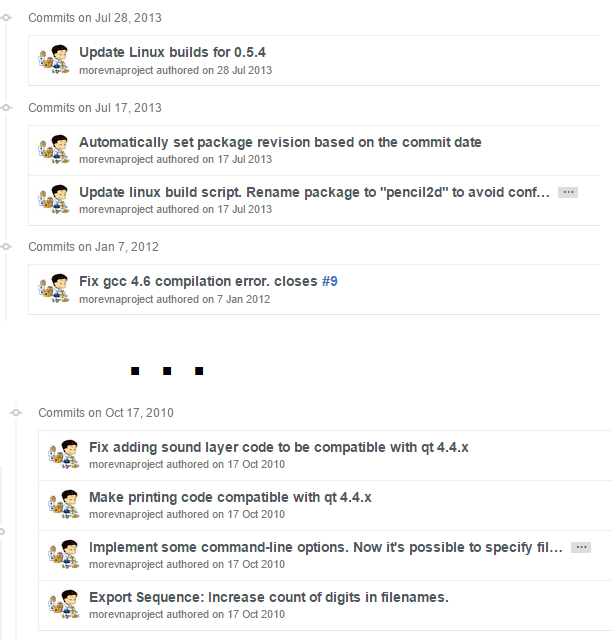 Commits on Jul 28, 2013
Update Linux builds for 0.5.4
morevnaproject authored on 28 Jul 2013
Commits on Jul 17, 2013
Automatically set package revision based on the commit date
morevnaproject authored on 17 Jul 2013
Update linux build script. Rename package to "pencil2d" to avoid conf... ...
morevnaproject authored on 17 Jul 2013
Commits on Jan 7, 2012
Fix gcc 4.6 compilation error. closes #9
morevnaproject authored on 7 Jan 2012
. . .
Commits on Oct 17, 2010
Fix adding sound layer code to be compatible with qt 4.4.x
morevnaproject authored on 17 Oct 2010
Make printing code compatible with qt 4.4.x
morevnaproject authored on 17 Oct 2010
Implement some command-line options. Now it's possible to specify fil... ...
morevnaproject authored on 17 Oct 2010
Export Sequence: Increase count of digits in filenames.
morevnaproject authored on 17 Oct 2010